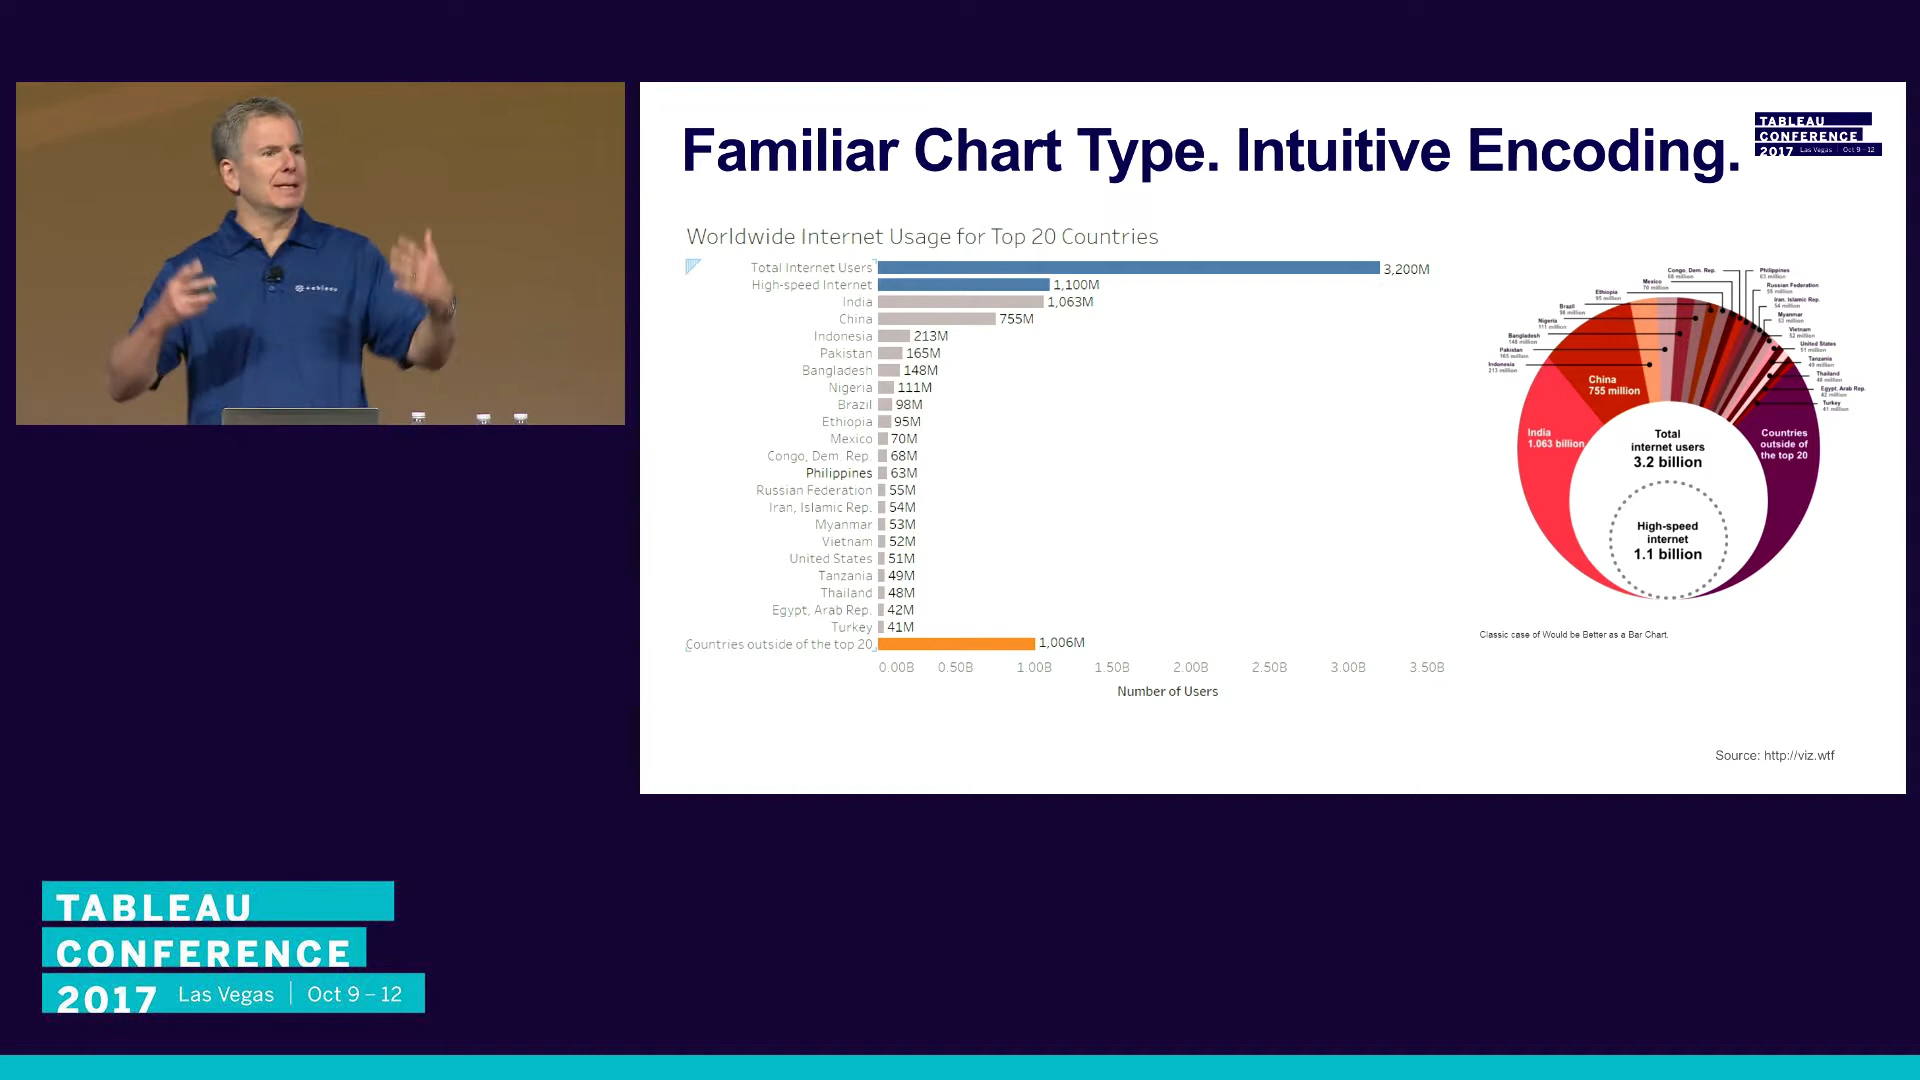 Familiar Chart Type. Intuitive Encoding.
TABLEAU
CONFERENCE
2017 Las Vegas | Oct 9 – 12
Worldwide Internet Usage for Top 20 Countries
Total Internet Users 3,200M
High-speed Internet 1,100M
India 1,063M
China 755M
Indonesia 213M
Pakistan 165M
Bangladesh 148M
Nigeria 111M
Brazil 98M
Ethiopia 95M
Mexico 70M
Congo, Dem. Rep. 68M
Philippines 63M
Russian Federation 55M
Iran, Islamic Rep. 54M
Myanmar 53M
Vietnam 52M
United States 51M
Tanzania 49M
Thailand 48M
Egypt, Arab Rep. 42M
Turkey 41M
Countries outside of the top 20 1,006M
0.00B 0.50B 1.00B 1.50B 2.00B 2.50B 3.00B 3.50B
Number of Users
Congo, Dem. Rep.
68 million
Mexico
70 million
Ethiopia
95 million
Brazil
98 million
Nigeria
111 million
Bangladesh
148 million
Pakistan
165 million
Indonesia
213 million
Philippines
63 million
Russian Federation
55 million
Iran, Islamic Rep.
54 million
Myanmar
53 million
Vietnam
52 million
United States
51 million
Tanzania
49 million
Thailand
48 million
Egypt, Arab Rep.
42 million
Turkey
41 million
China
755 million
India
1.063 billion
Total
internet users
3.2 billion
Countries
outside of
the top 20
High-speed
internet
1.1 billion
Classic case of Would be Better as a Bar Chart.
Source: http://viz.wtf
tableau
TABLEAU
CONFERENCE
2017 Las Vegas | Oct 9 – 12